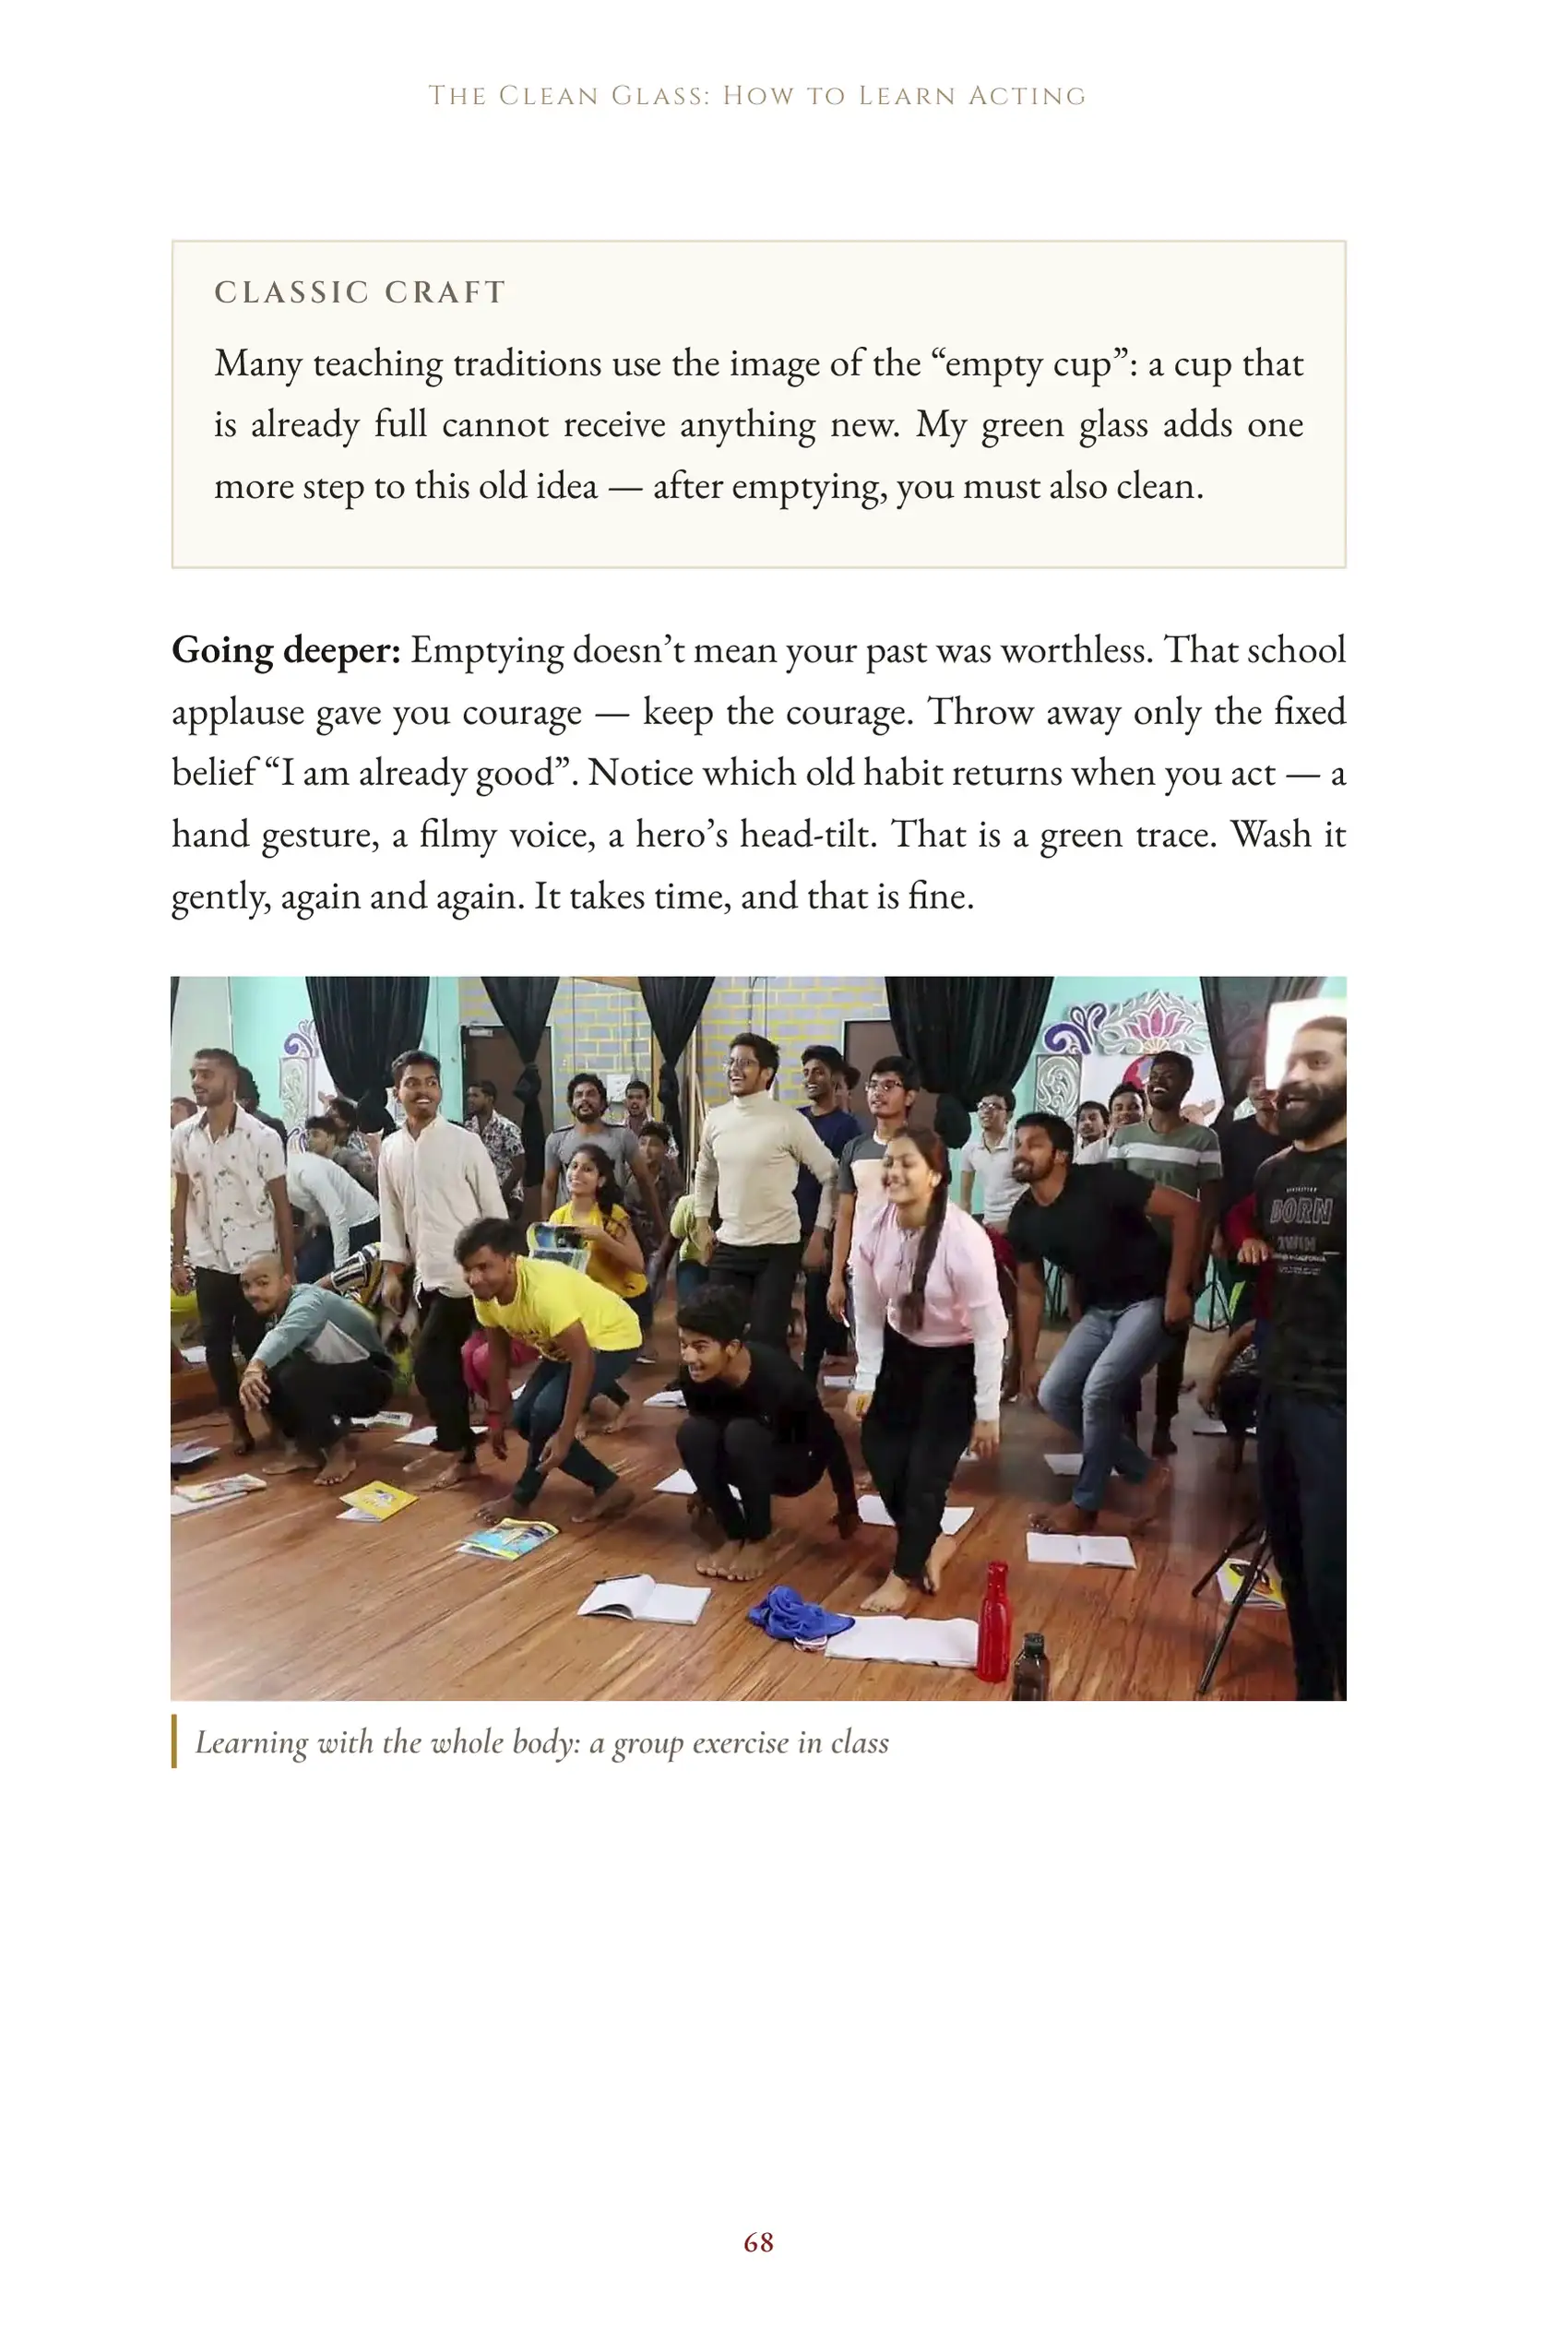 The Clean Glass: How to Learn Acting
CLASSIC CRAFT
Many teaching traditions use the image of the “empty cup”: a cup that
is already full cannot receive anything new. My green glass adds one
more step to this old idea — after emptying, you must also clean.
Going deeper: Emptying doesn’t mean your past was worthless. That school
applause gave you courage — keep the courage. Throw away only the fixed
belief “I am already good”. Notice which old habit returns when you act — a
hand gesture, a filmy voice, a hero’s head-tilt. That is a green trace. Wash it
gently, again and again. It takes time, and that is fine.
BORN
Learning with the whole body: a group exercise in class
68